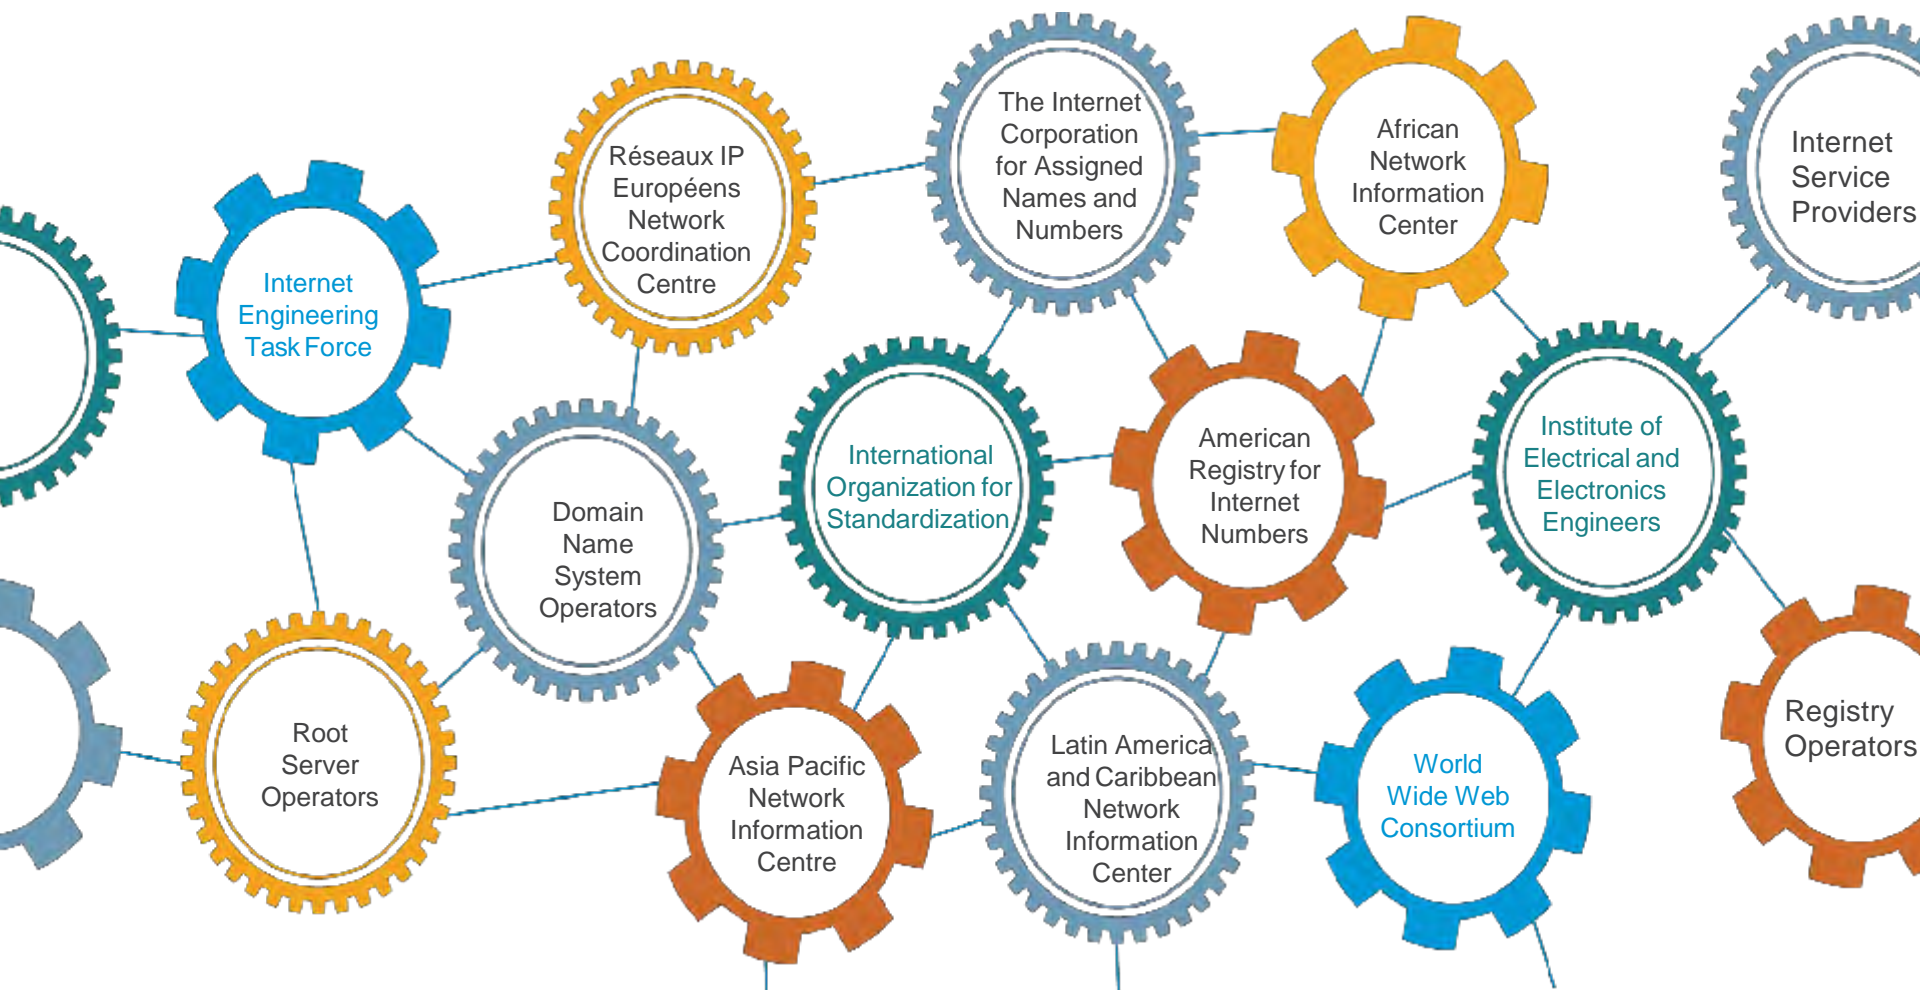 The Internet
Corporation
for Assigned
Names and
Numbers
African
Network
Information
Center
Internet
Service
Providers
Réseaux IP
Européens
Network
Coordination
Centre
Internet
Engineering
Task Force
International
Organization for
Standardization
American
Registry for
Internet
Numbers
Institute of
Electrical and
Electronics
Engineers
Domain
Name
System
Operators
Root
Server
Operators
Asia Pacific
Network
Information
Centre
Latin America
and Caribbean
Network
Information
Center
World
Wide Web
Consortium
Registry
Operators